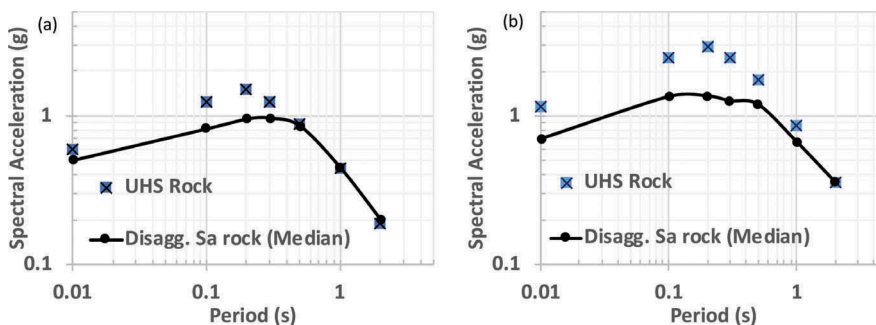 (a)
Spectral Acceleration (g)
1
0.1
UHS Rock
Disagg. Sa rock (Median)
0.01
0.1
1
Period (s)
(b)
Spectral Acceleration (g)
1
0.1
UHS Rock
Disagg. Sa rock (Median)
0.01
0.1
1
Period (s)